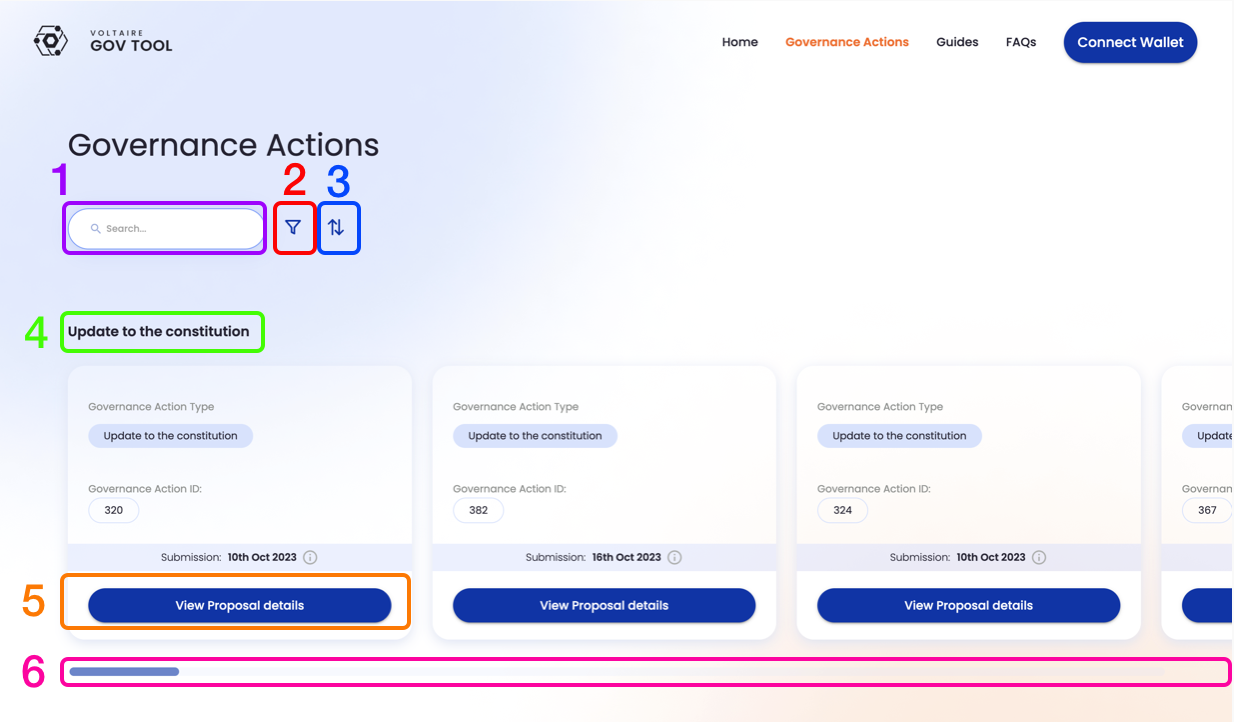 VOLTAIRE
GOV TOOL
Home Governance Actions Guides FAQs Connect Wallet
Governance Actions
1 2 3
Search...
4 Update to the constitution
Governance Action Type Governance Action Type Governance Action Type Governan
Update to the constitution Update to the constitution Update to the constitution Update
Governance Action ID: Governance Action ID: Governance Action ID: Governan
320 382 324 367
Submission: 10th Oct 2023 Submission: 16th Oct 2023 Submission: 10th Oct 2023
5 View Proposal details View Proposal details View Proposal details
6